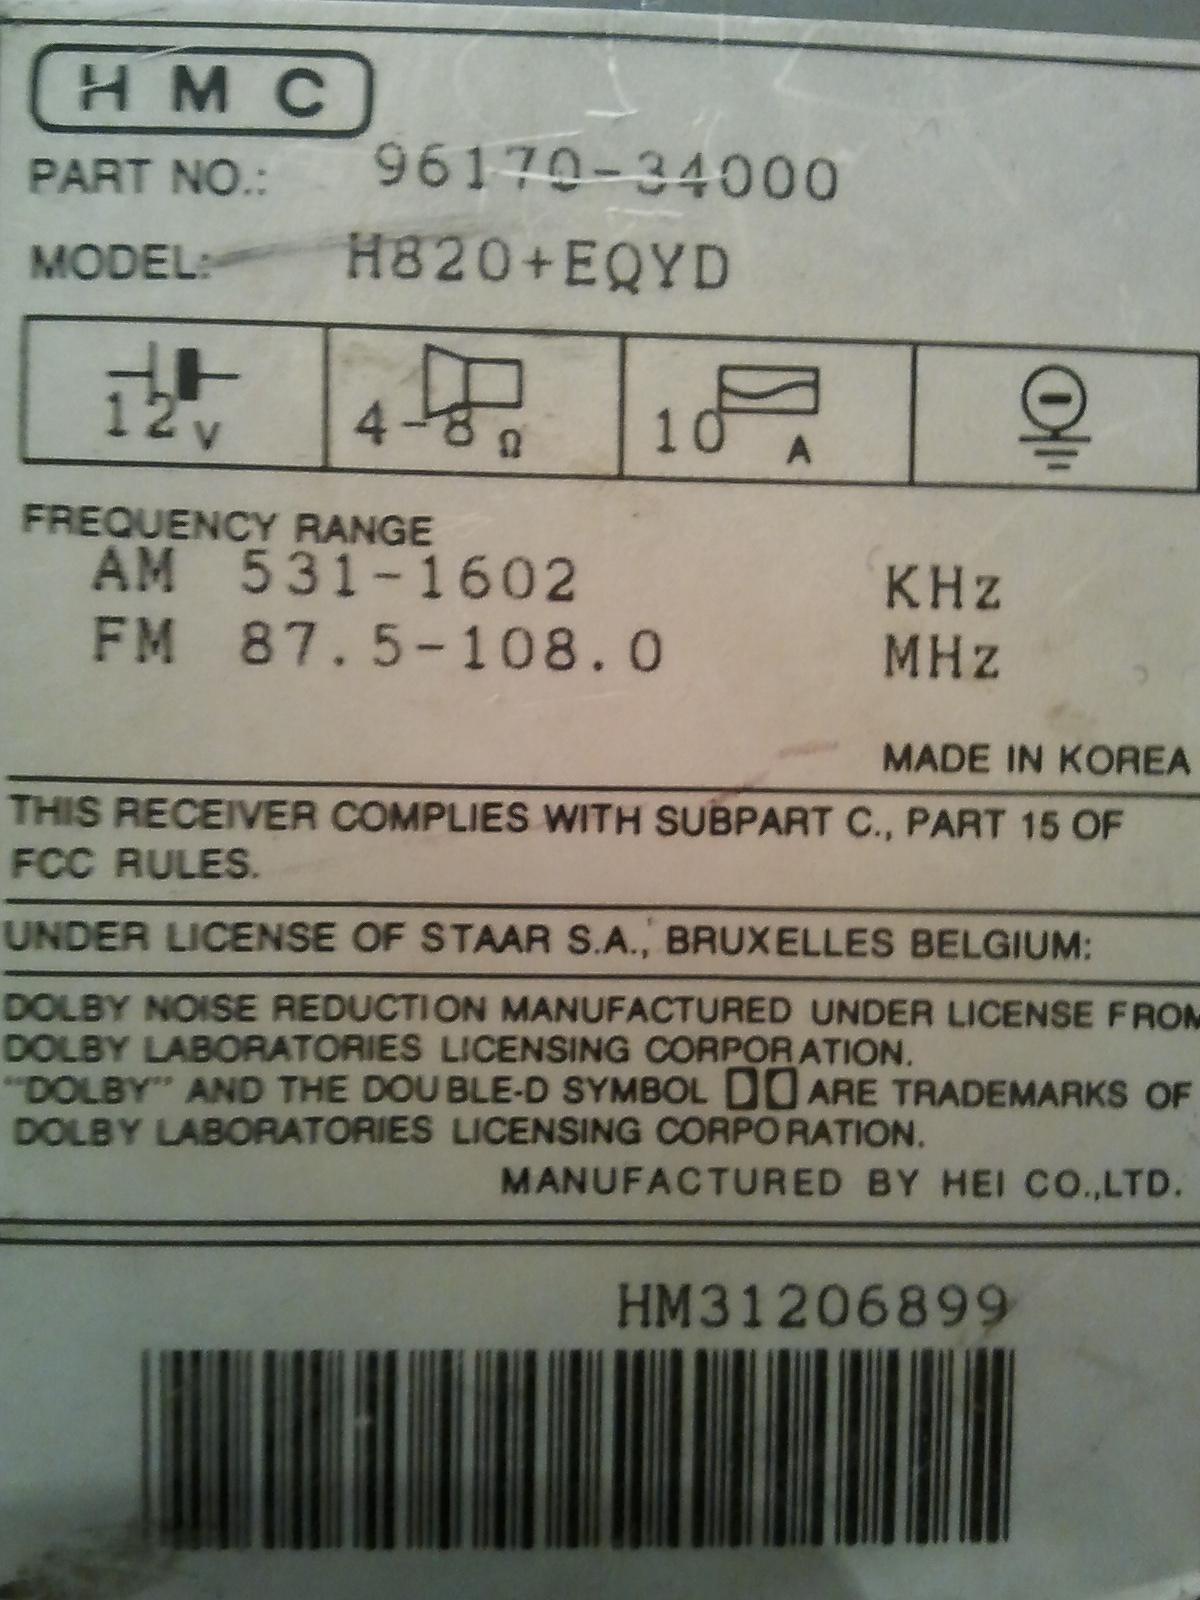 HMC
PART NO.: 96170-34000
MODEL: H820+EQYD
12 V 4-8 Ω 10 A
FREQUENCY RANGE
AM 531-1602 KHz
FM 87.5-108.0 MHz
MADE IN KOREA
THIS RECEIVER COMPLIES WITH SUBPART C., PART 15 OF
FCC RULES.
UNDER LICENSE OF STAAR S.A., BRUXELLES BELGIUM:
DOLBY NOISE REDUCTION MANUFACTURED UNDER LICENSE FROM
DOLBY LABORATORIES LICENSING CORPORATION.
"DOLBY" AND THE DOUBLE-D SYMBOL ARE TRADEMARKS OF
DOLBY LABORATORIES LICENSING CORPORATION.
MANUFACTURED BY HEI CO.,LTD.
HM31206899